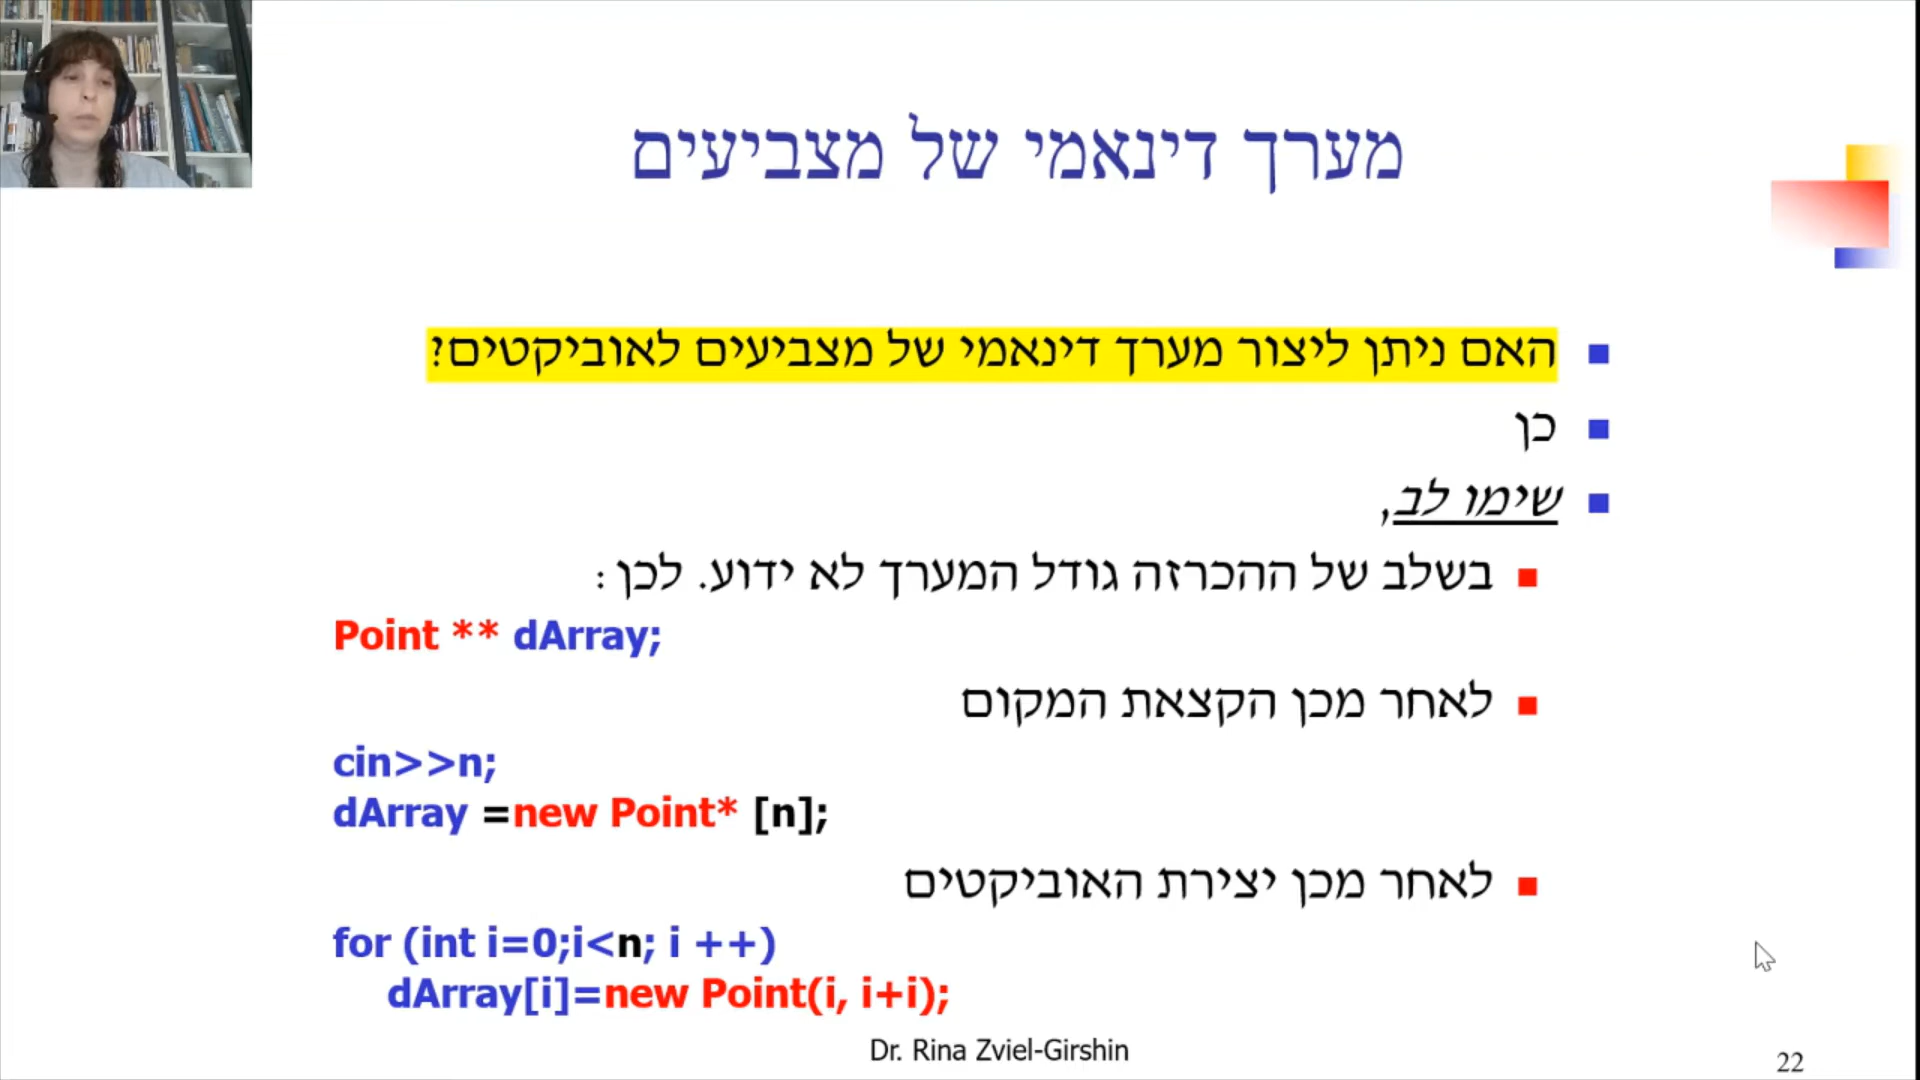 מערך דינאמי של מצביעים
האם ניתן ליצור מערך דינאמי של מצביעים לאוביקטים?
כן
שימו לב,
בשלב של ההכרזה גודל המערך לא ידוע. לכן :
Point ** dArray;
לאחר מכן הקצאת המקום
cin>>n;
dArray =new Point* [n];
לאחר מכן יצירת האוביקטים
for (int i=0;i<n; i ++)
dArray[i]=new Point(i, i+i);
Dr. Rina Zviel-Girshin
22